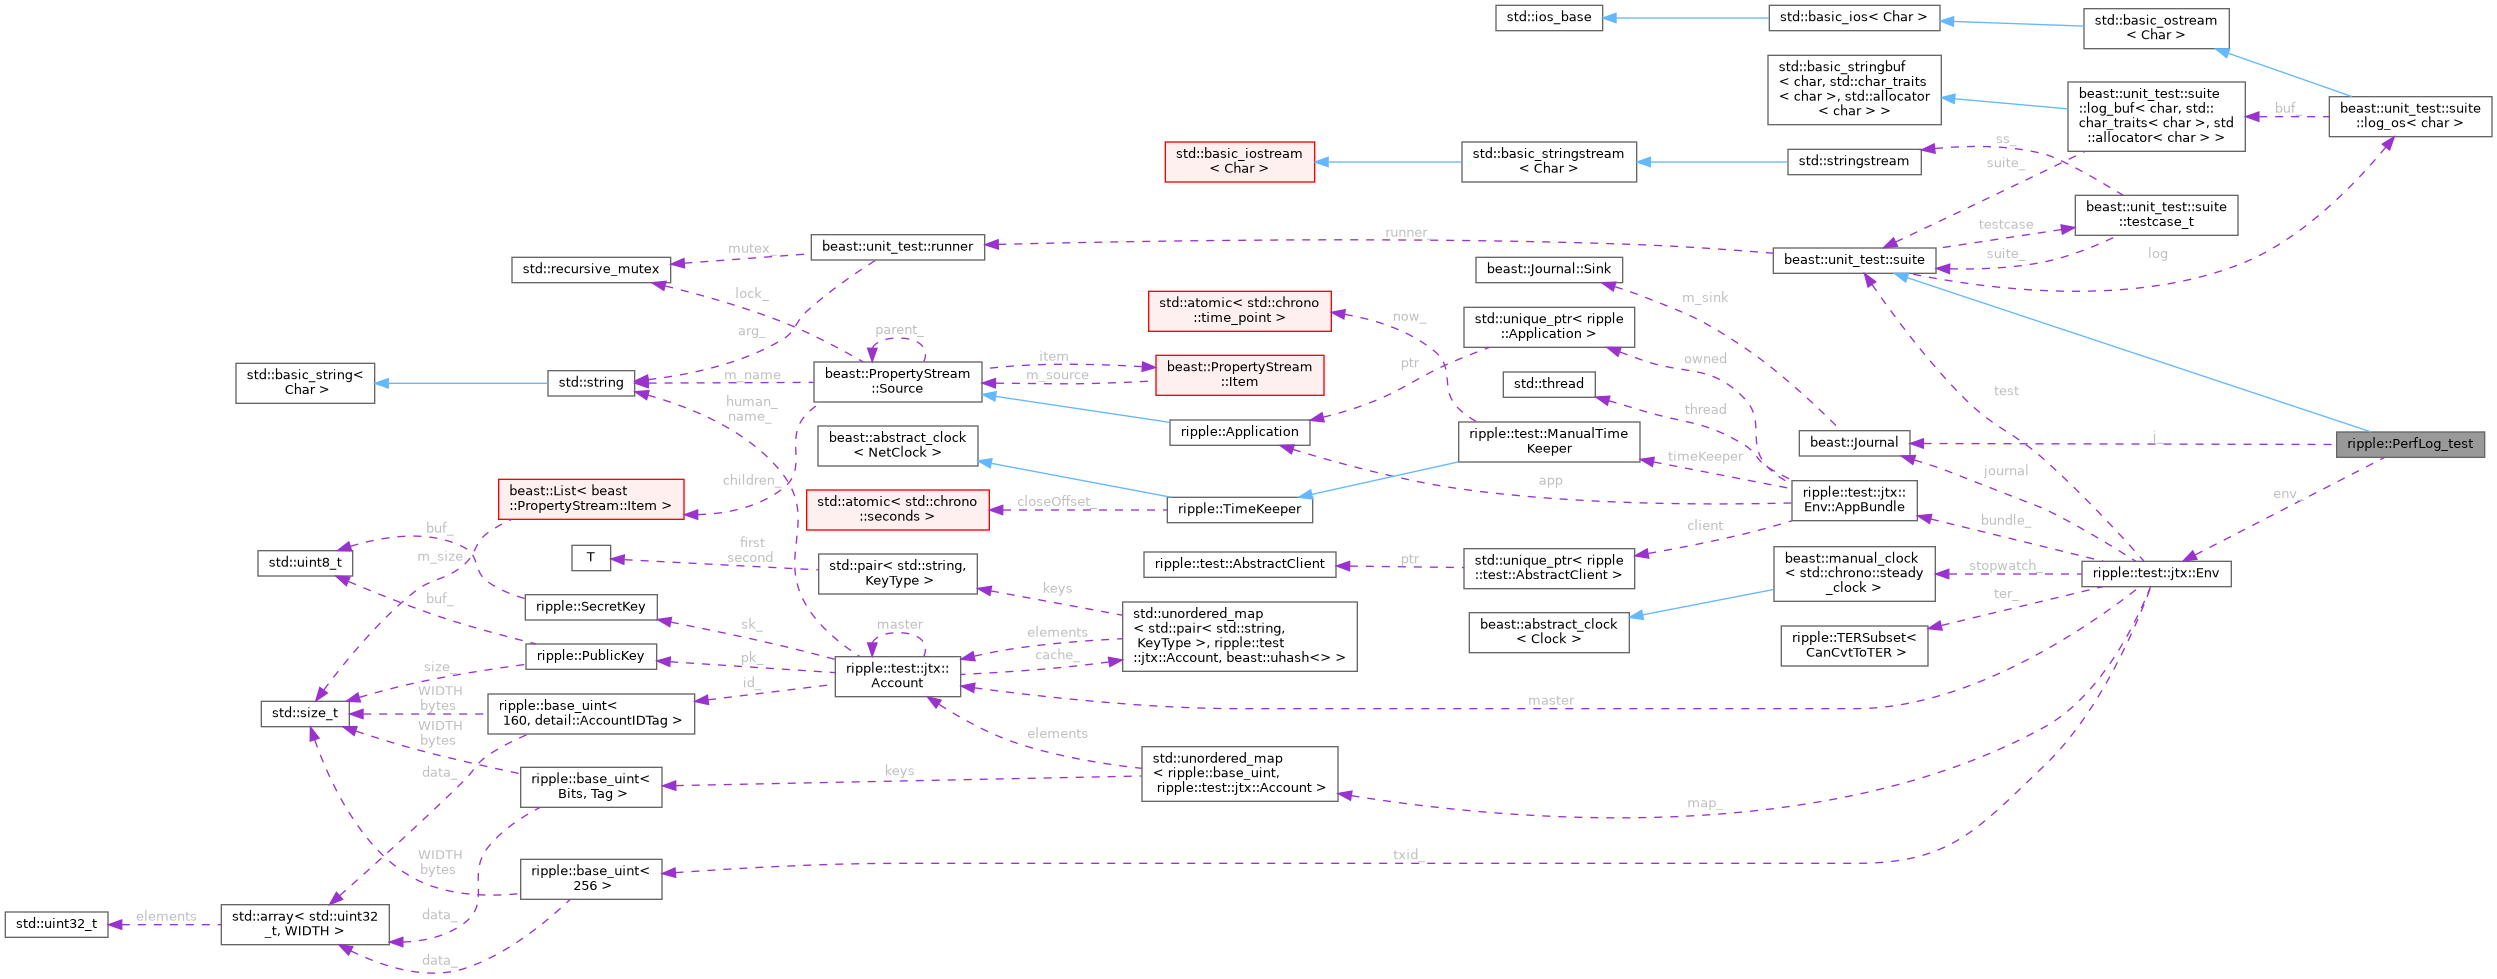 std::ios_base
std::basic_ios< Char >
std::basic_ostream
< Char >
std::basic_stringbuf
< char, std::char_traits
< char >, std::allocator
< char > >
beast::unit_test::suite
::log_buf< char, std::
char_traits< char >, std
::allocator< char > >
buf_
beast::unit_test::suite
::log_os< char >
std::basic_iostream
< Char >
std::basic_stringstream
< Char >
std::stringstream
ss_
suite_
beast::unit_test::suite
::testcase_t
testcase
suite_
log
runner_
beast::unit_test::suite
mutex_
beast::unit_test::runner
std::recursive_mutex
lock_
arg_
beast::Journal::Sink
m_sink
std::atomic< std::chrono
::time_point >
now_
std::unique_ptr< ripple
::Application >
owned
ptr
parent_
item_
m_source
beast::PropertyStream
::Source
beast::PropertyStream
::Item
std::basic_string<
Char >
std::string
m_name
human_
name_
std::thread
thread
test
beast::abstract_clock
< NetClock >
ripple::Application
ripple::test::ManualTime
Keeper
timeKeeper
beast::Journal
j_
ripple::PerfLog_test
journal
env_
children_
beast::List< beast
::PropertyStream::Item >
std::atomic< std::chrono
::seconds >
closeOffset_
ripple::TimeKeeper
app
ripple::test::jtx::
Env::AppBundle
bundle_
client
buf_
m_size
std::uint8_t
T
first
second
std::pair< std::string,
KeyType >
ripple::test::AbstractClient
ptr
std::unique_ptr< ripple
::test::AbstractClient >
beast::manual_clock
< std::chrono::steady
_clock >
stopwatch_
ripple::test::jtx::Env
ter_
buf_
ripple::SecretKey
sk_
master
keys
elements
cache_
std::unordered_map
< std::pair< std::string,
KeyType >, ripple::test
::jtx::Account, beast::uhash<> >
beast::abstract_clock
< Clock >
ripple::TERSubset<
CanCvtToTER >
ripple::PublicKey
pk_
size_
id_
ripple::test::jtx::
Account
master
std::size_t
WIDTH
bytes
ripple::base_uint<
160, detail::AccountIDTag >
WIDTH
bytes
elements
data_
ripple::base_uint<
Bits, Tag >
keys
std::unordered_map
< ripple::base_uint,
ripple::test::jtx::Account >
map_
WIDTH
bytes
ripple::base_uint<
256 >
txid_
std::uint32_t
elements
std::array< std::uint32
_t, WIDTH >
data_
data_